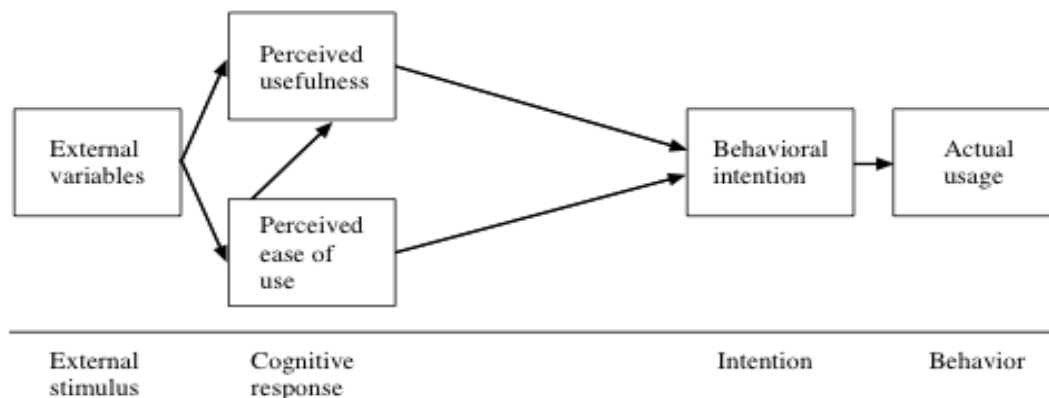 Perceived
usefulness
External
variables
Perceived
ease of
use
Behavioral
intention
Actual
usage
External
stimulus
Cognitive
response
Intention
Behavior